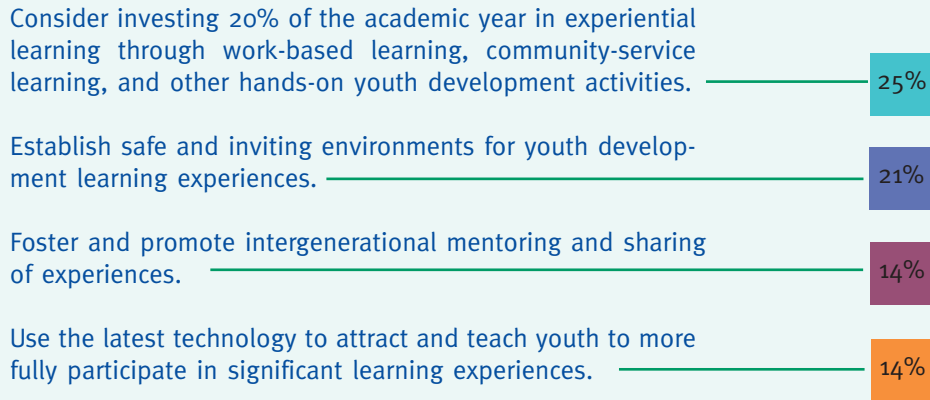 Consider investing 20% of the academic year in experiential
learning through work-based learning, community-service
learning, and other hands-on youth development activities.
25%
Establish safe and inviting environments for youth develop-
ment learning experiences.
21%
Foster and promote intergenerational mentoring and sharing
of experiences.
14%
Use the latest technology to attract and teach youth to more
fully participate in significant learning experiences.
14%